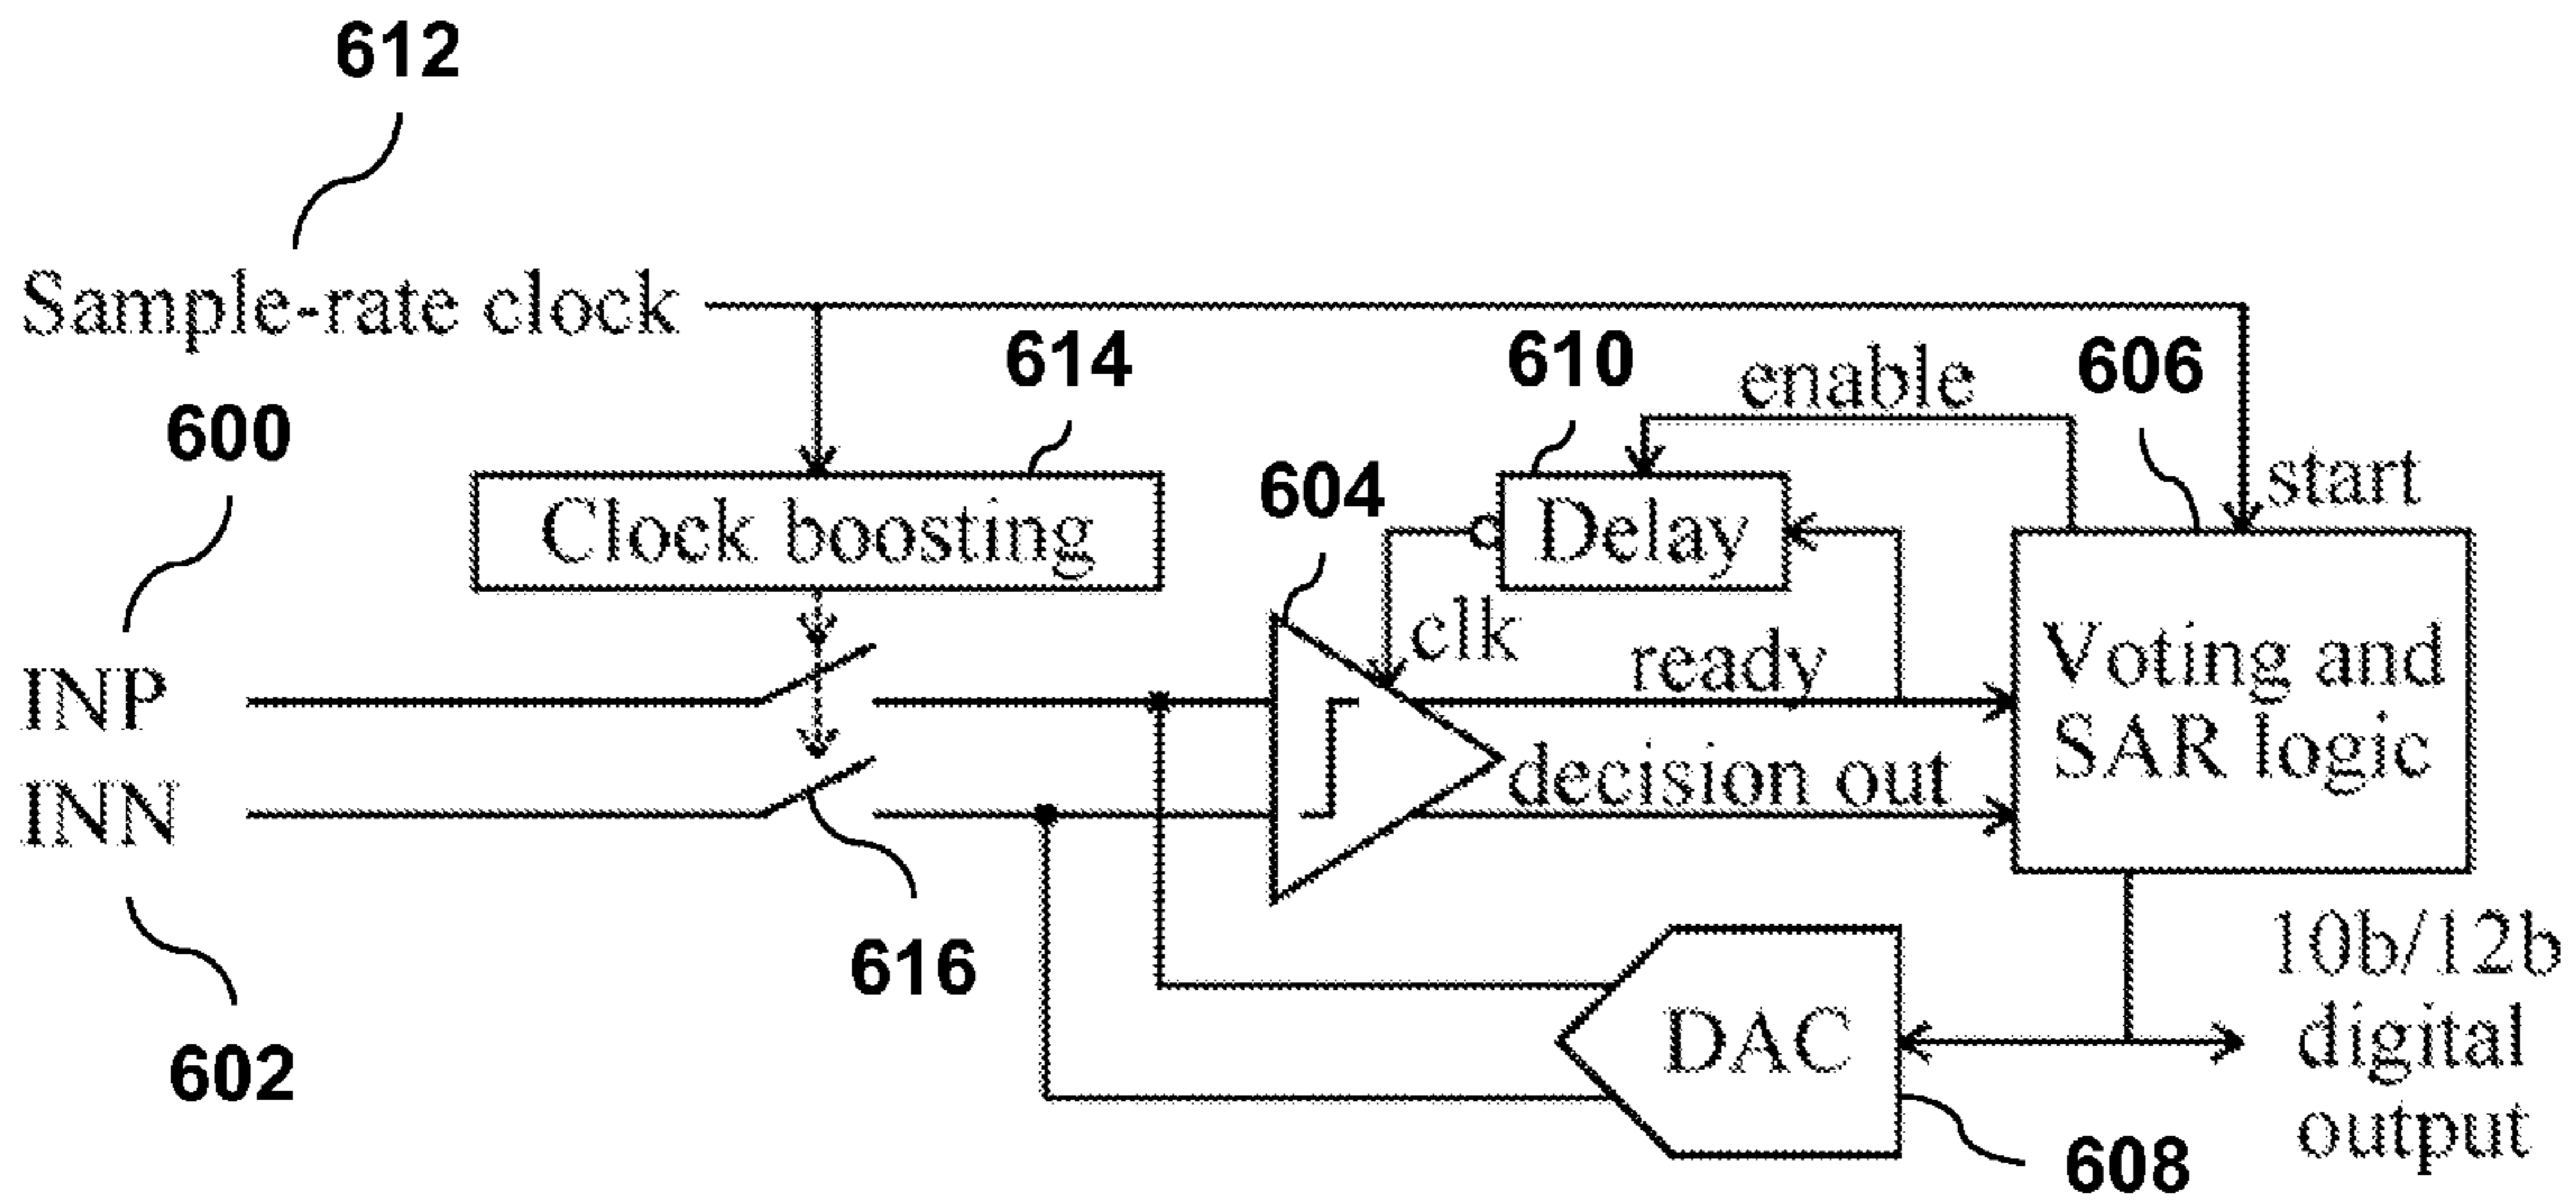 612
Sample-rate clock
600
614
610
enable
606
604
start
Clock boosting
Delay
clk
ready
Voting and
SAR logic
INP
INN
decision out
616
602
DAC
10b/12b
digital
output
608